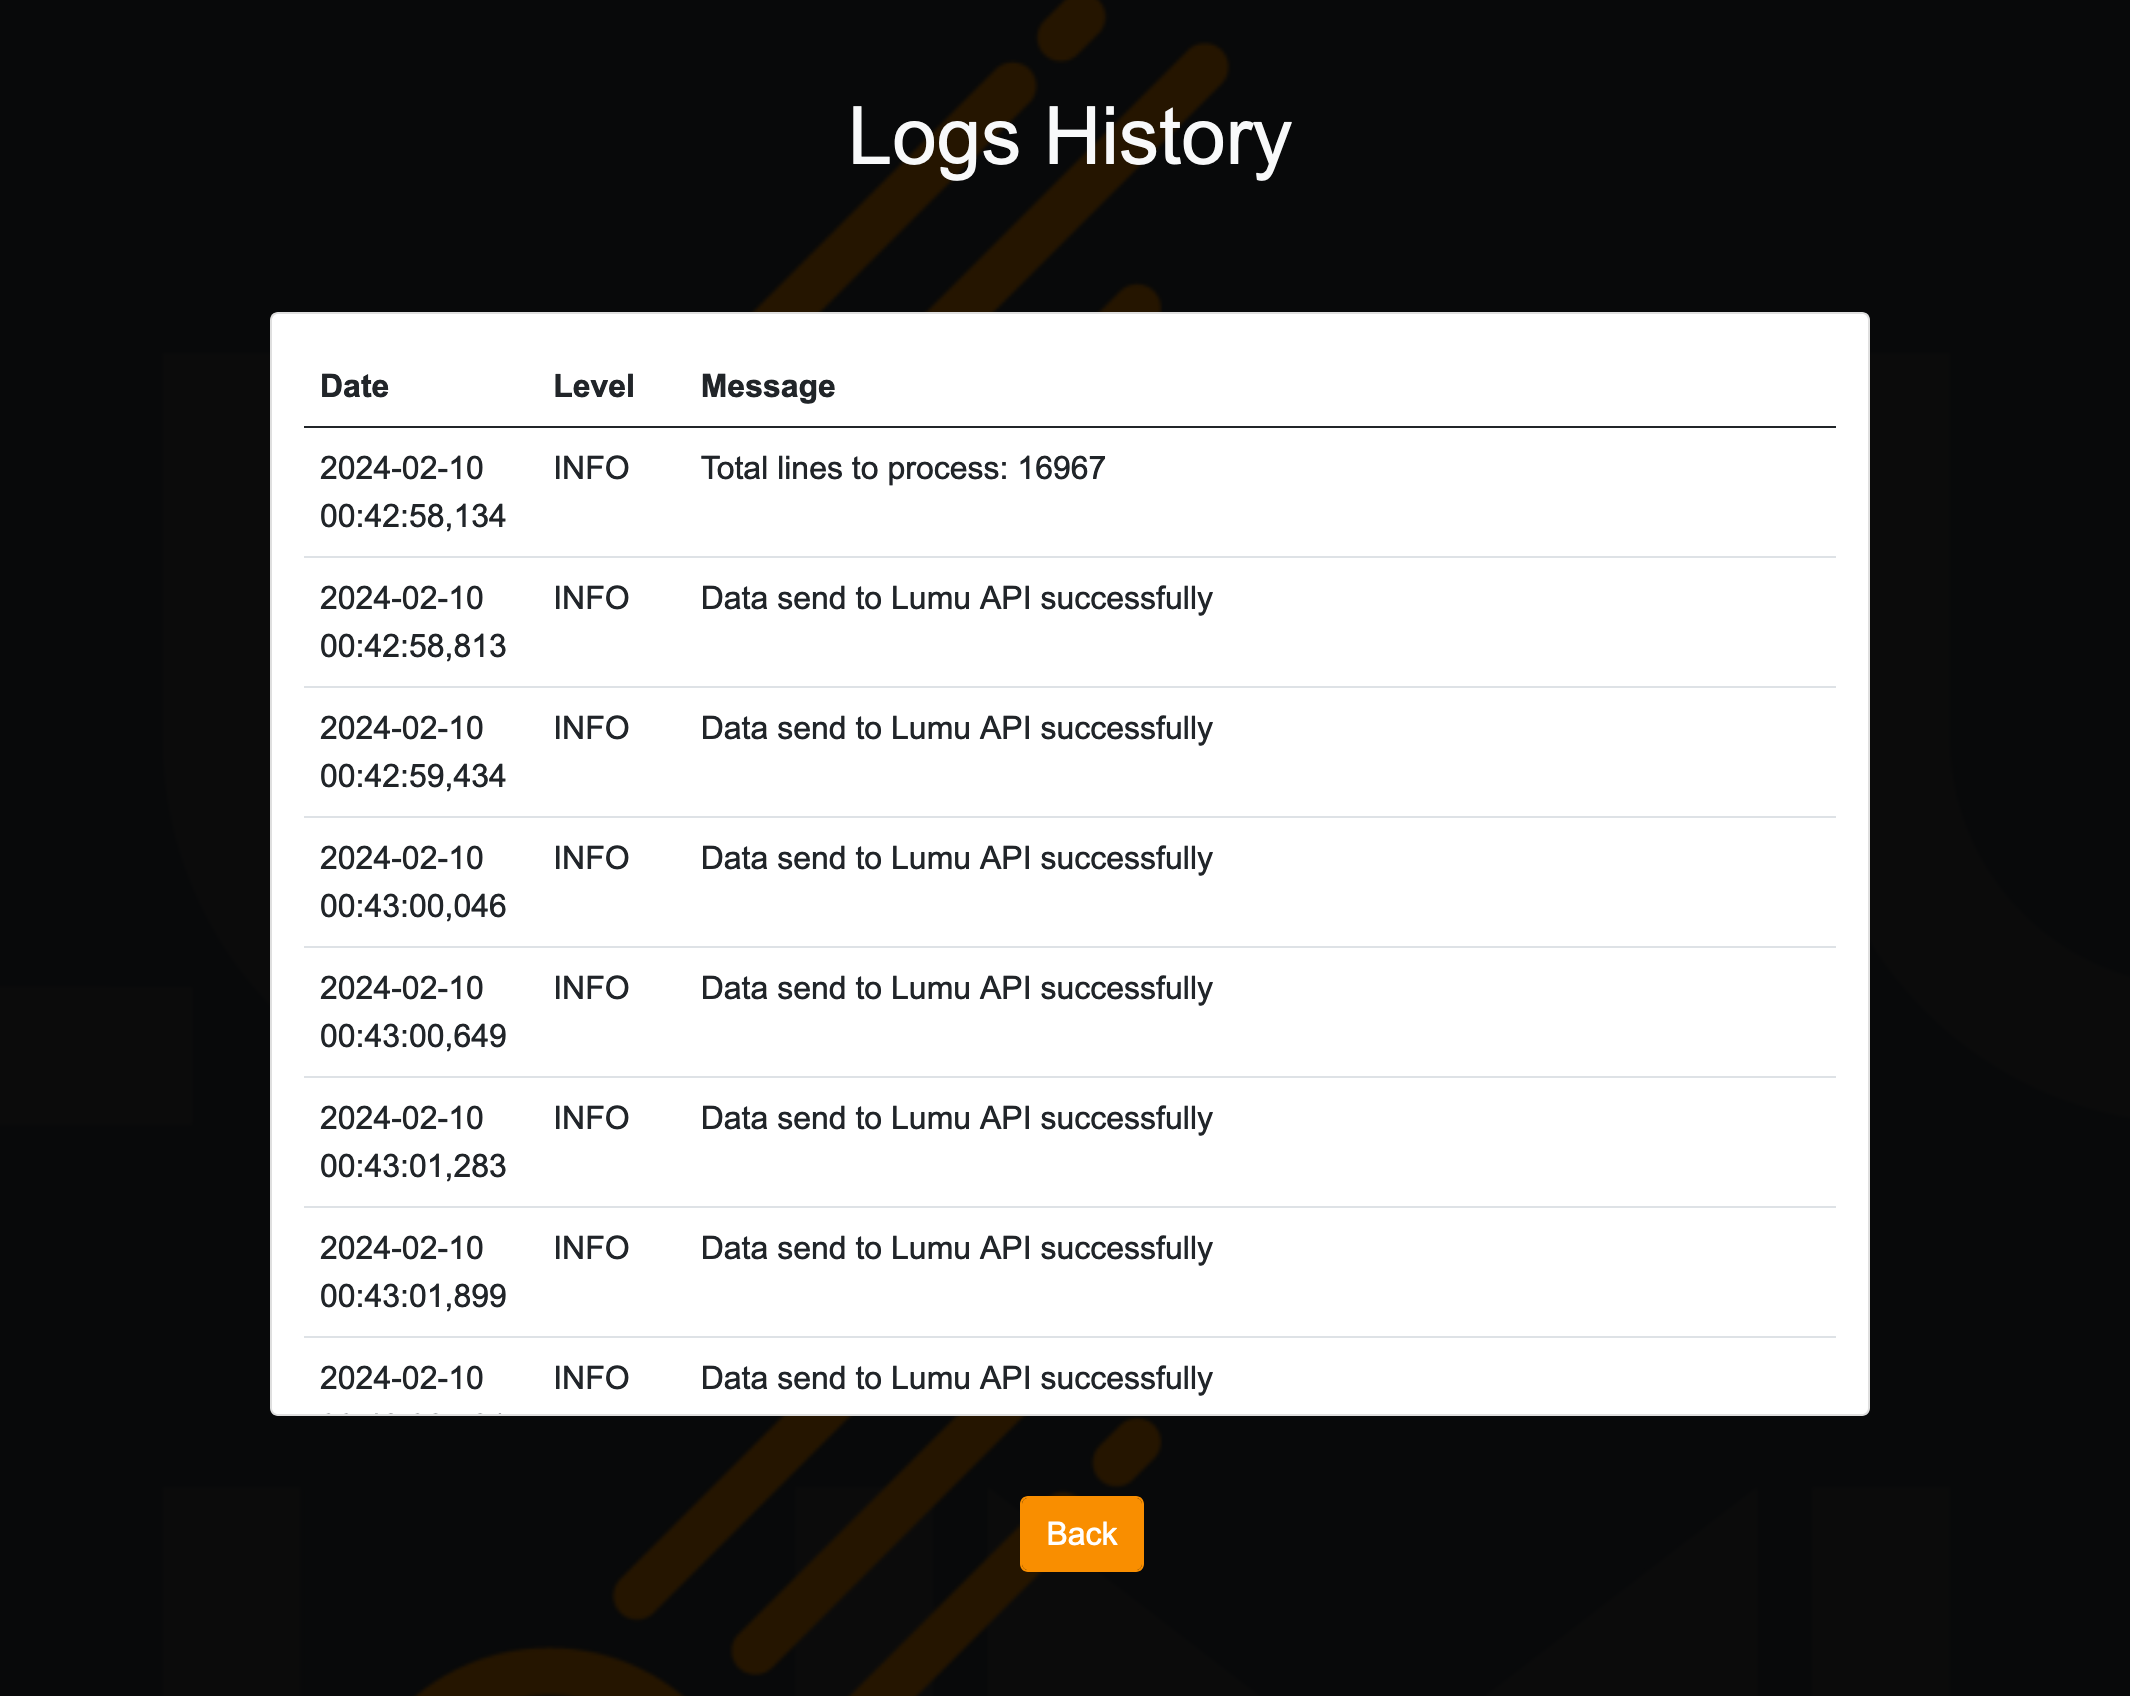 Logs History
Date Level Message
2024-02-10 INFO Total lines to process: 16967
00:42:58,134
2024-02-10 INFO Data send to Lumu API successfully
00:42:58,813
2024-02-10 INFO Data send to Lumu API successfully
00:42:59,434
2024-02-10 INFO Data send to Lumu API successfully
00:43:00,046
2024-02-10 INFO Data send to Lumu API successfully
00:43:00,649
2024-02-10 INFO Data send to Lumu API successfully
00:43:01,283
2024-02-10 INFO Data send to Lumu API successfully
00:43:01,899
2024-02-10 INFO Data send to Lumu API successfully
Back